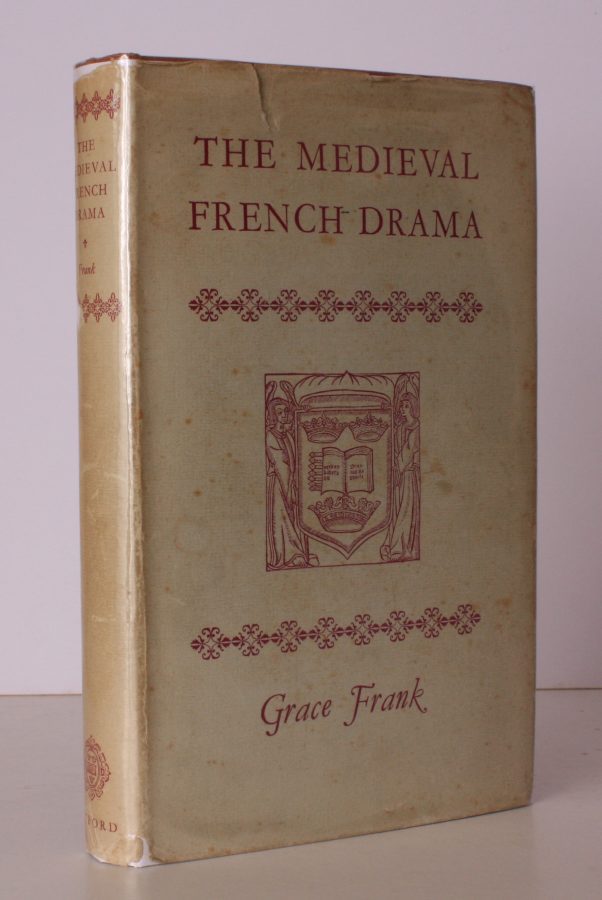 THE
MEDIEVAL
FRENCH
DRAMA
Frank
OXFORD
THE MEDIEVAL
FRENCH DRAMA
Grace Frank